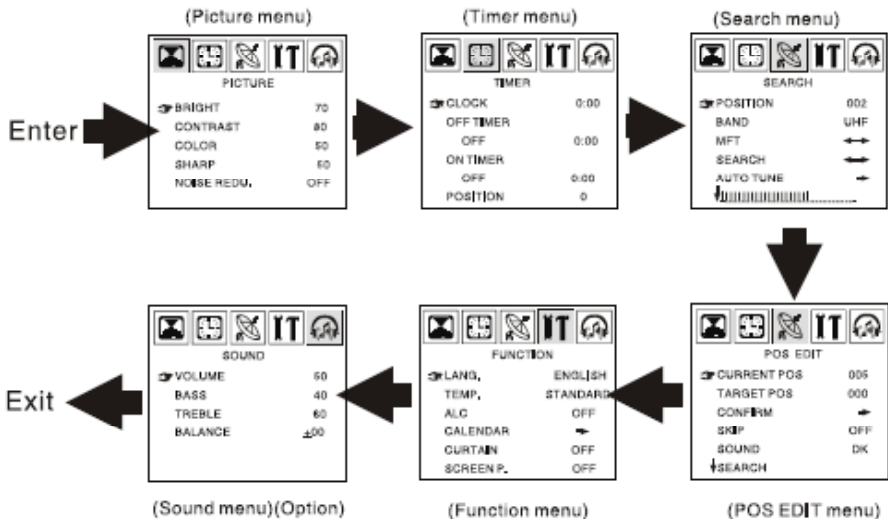 (Picture menu)
PICTURE
BRIGHT 70
CONTRAST 80
COLOR 50
SHARP 50
NOISE REDU. OFF
(Timer menu)
TIMER
CLOCK 0:00
OFF TIMER
OFF 0:00
ON TIMER
OFF 0:00
POSITION 0
(Search menu)
SEARCH
POSITION 002
BAND UHF
MFT
SEARCH
AUTO TUNE
Enter
POS EDIT
CURRENT POS 005
TARGET POS 000
CONFIRM
SKIP OFF
SOUND DK
SEARCH
(POS EDIT menu)
FUNCTION
LANG. ENGLISH
TEMP. STANDARD
ALC OFF
CALENDAR
CURTAIN OFF
SCREEN P. OFF
(Function menu)
SOUND
VOLUME 50
BASS 40
TREBLE 60
BALANCE ±00
(Sound menu)(Option)
Exit